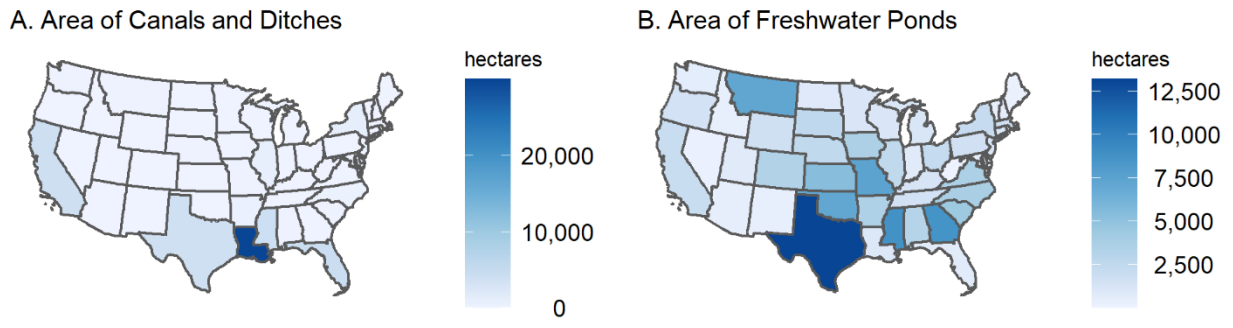 A. Area of Canals and Ditches
hectares
20,000
10,000
0
B. Area of Freshwater Ponds
hectares
12,500
10,000
7,500
5,000
2,500